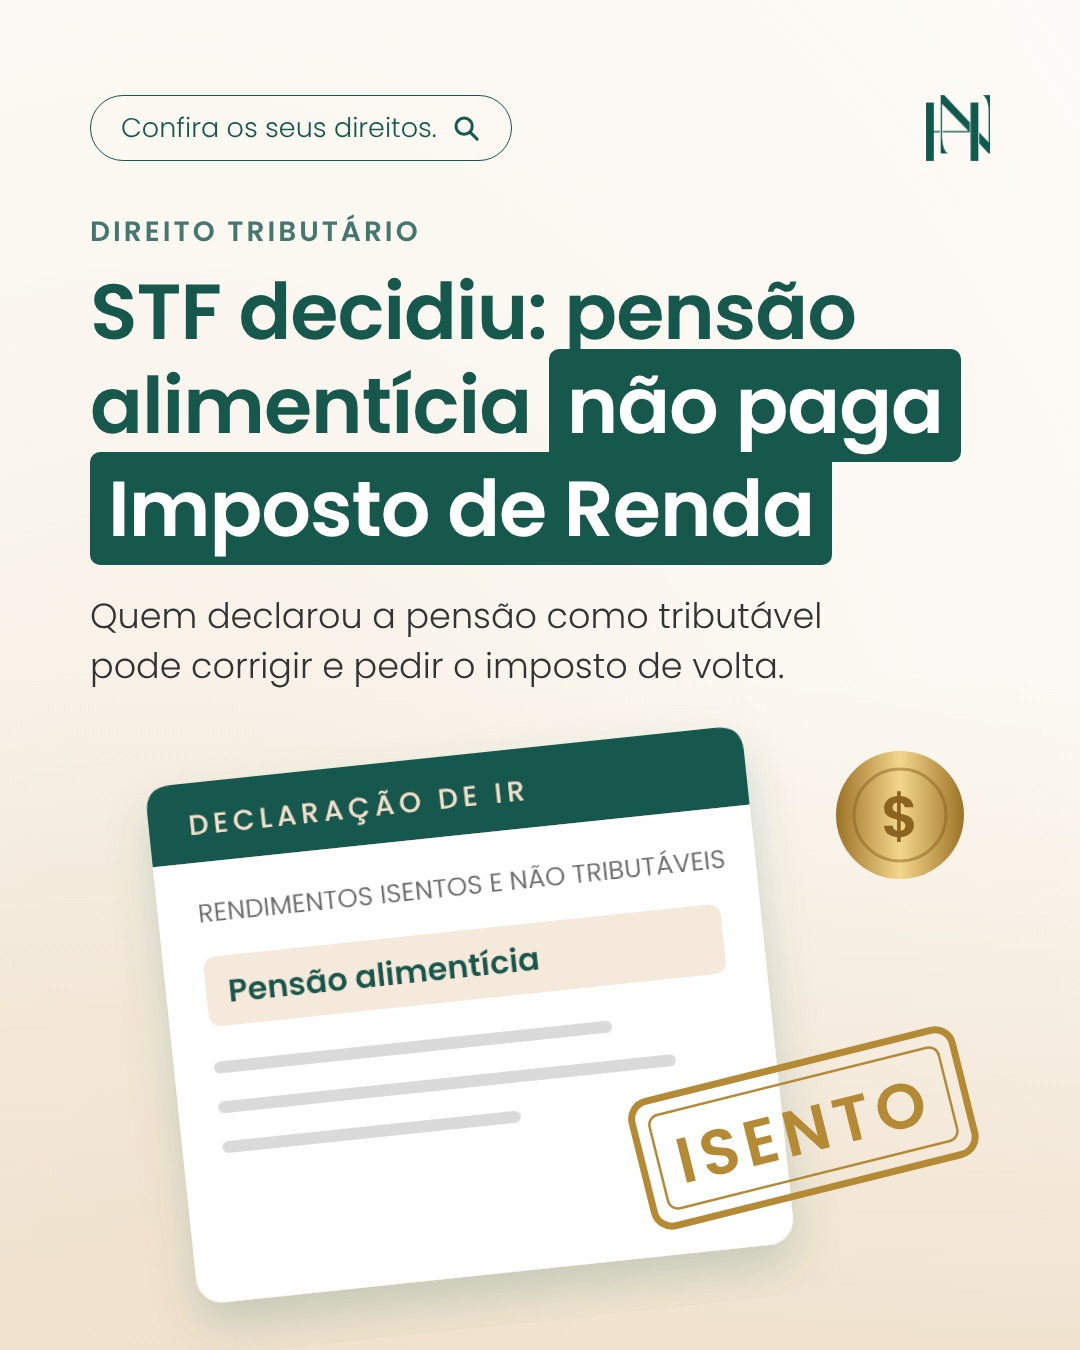 Confira os seus direitos.
DIREITO TRIBUTÁRIO
STF decidiu: pensão
alimentícia não paga
Imposto de Renda
Quem declarou a pensão como tributável
pode corrigir e pedir o imposto de volta.
DECLARAÇÃO DE IR
RENDIMENTOS ISENTOS E NÃO TRIBUTÁVEIS
Pensão alimentícia
$
ISENTO